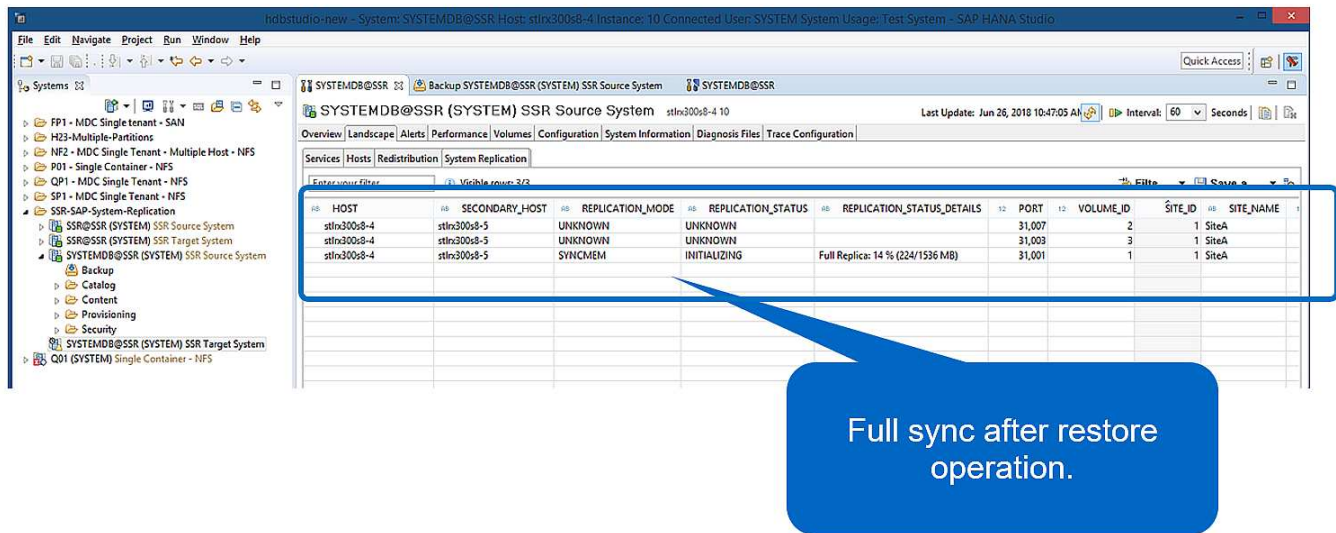 hdbstudio-new - System: SYSTEMDB@SSR Host: stlrx300s8-4 Instance: 10 Connected User: SYSTEM System Usage: Test System - SAP HANA Studio
File Edit Navigate Project Run Window Help
Quick Access
Systems
SYSTEMDB@SSR Backup SYSTEMDB@SSR (SYSTEM) SSR Source System SYSTEMDB@SSR
SYSTEMDB@SSR (SYSTEM) SSR Source System stlrx300s8-4 10
Last Update: Jun 26, 2018 10:47:05 AM Interval: 60 Seconds
Overview Landscape Alerts Performance Volumes Configuration System Information Diagnosis Files Trace Configuration
Services Hosts Redistribution System Replication
Enter your filter Visible rows: 3/3 Filte... Save a...
FP1 - MDC Single tenant - SAN
H23-Multiple-Partitions
NF2 - MDC Single Tenant - Multiple Host - NFS
P01 - Single Container - NFS
QP1 - MDC Single Tenant - NFS
SP1 - MDC Single Tenant - NFS
SSR-SAP-System-Replication
SSR@SSR (SYSTEM) SSR Source System
SSR@SSR (SYSTEM) SSR Target System
SYSTEMDB@SSR (SYSTEM) SSR Source System
Backup
Catalog
Content
Provisioning
Security
SYSTEMDB@SSR (SYSTEM) SSR Target System
Q01 (SYSTEM) Single Container - NFS
AB HOST AB SECONDARY_HOST AB REPLICATION_MODE AB REPLICATION_STATUS AB REPLICATION_STATUS_DETAILS 12 PORT 12 VOLUME_ID SITE_ID AB SITE_NAME
stlrx300s8-4 stlrx300s8-5 UNKNOWN UNKNOWN 31,007 2 1 SiteA
stlrx300s8-4 stlrx300s8-5 UNKNOWN UNKNOWN 31,003 3 1 SiteA
stlrx300s8-4 stlrx300s8-5 SYNCMEM INITIALIZING Full Replica: 14 % (224/1536 MB) 31,001 1 1 SiteA
Full sync after restore
operation.